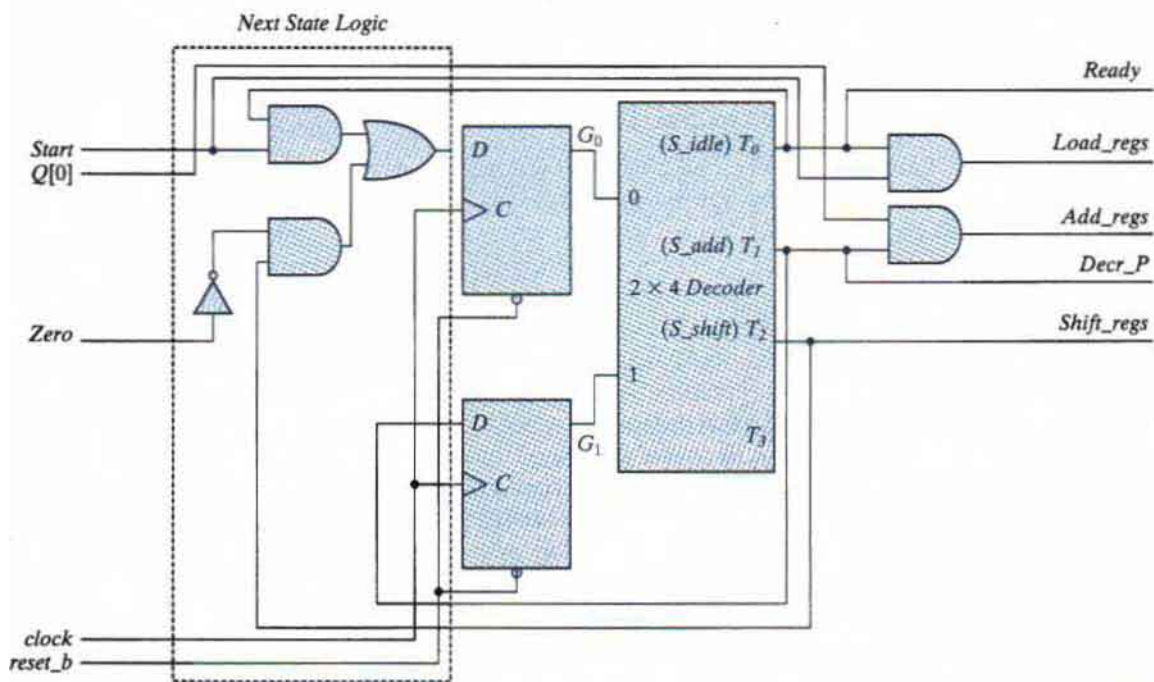 Next State Logic
Ready
Start
Q[0]
D
G₀
(S_idle) T₀
Load_regs
C
0
Add_regs
(S_add) T₁
Decr_P
2 × 4 Decoder
Zero
(S_shift) T₂
Shift_regs
1
D
G₁
T₃
C
clock
reset_b